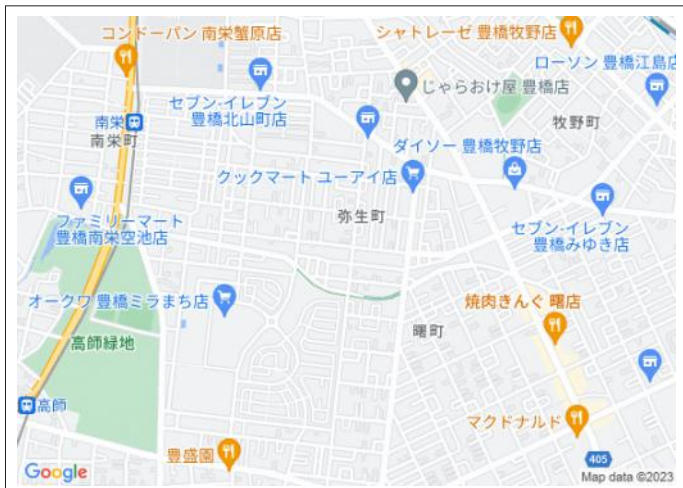 コンドーパン 南栄蟹原店
シャトレーゼ 豊橋牧野店
ローソン 豊橋江島店
じゃらおけ屋 豊橋店
セブン-イレブン
豊橋北山町店
牧野町
南栄
南栄町
ダイソー 豊橋牧野店
クックマート ユーアイ店
ファミリーマート
豊橋南栄空池店
弥生町
セブン-イレブン
豊橋みゆき店
オークワ 豊橋ミラまち店
焼肉きんぐ 曙店
曙町
高師緑地
高師
マクドナルド
豊盛園
405
Google
Map data ©2023